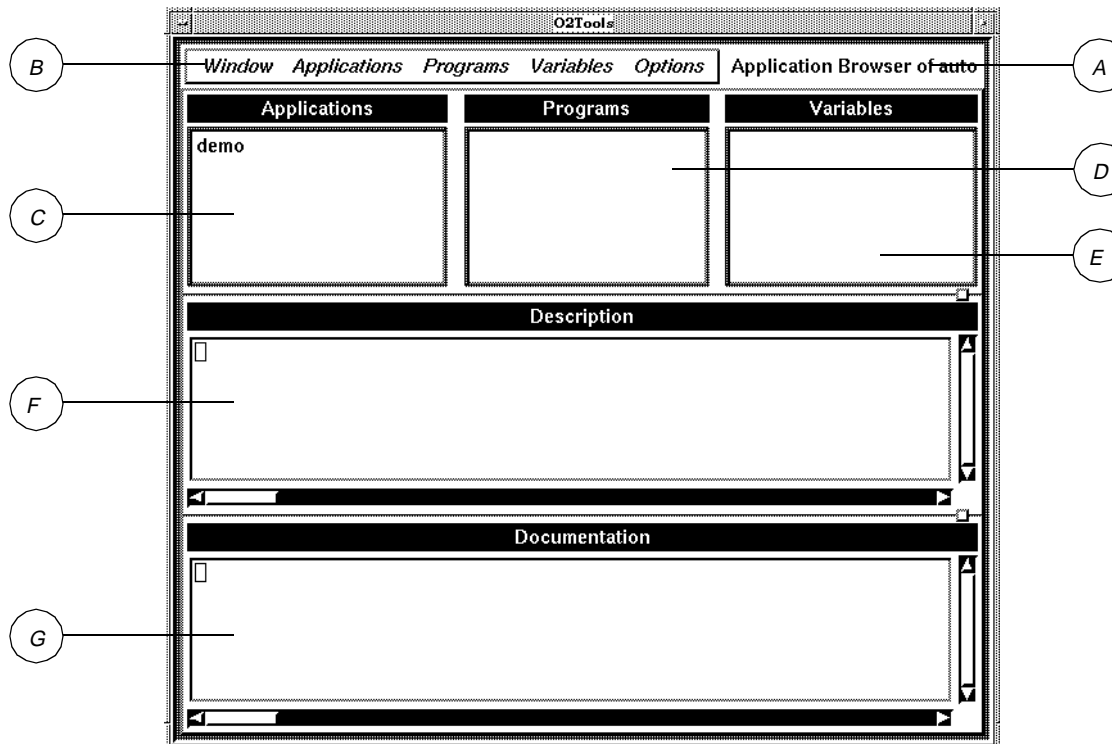 O2Tools
B
Window Applications Programs Variables Options Application Browser of auto
A
Applications Programs Variables
demo
D
C
E
Description
F
Documentation
G